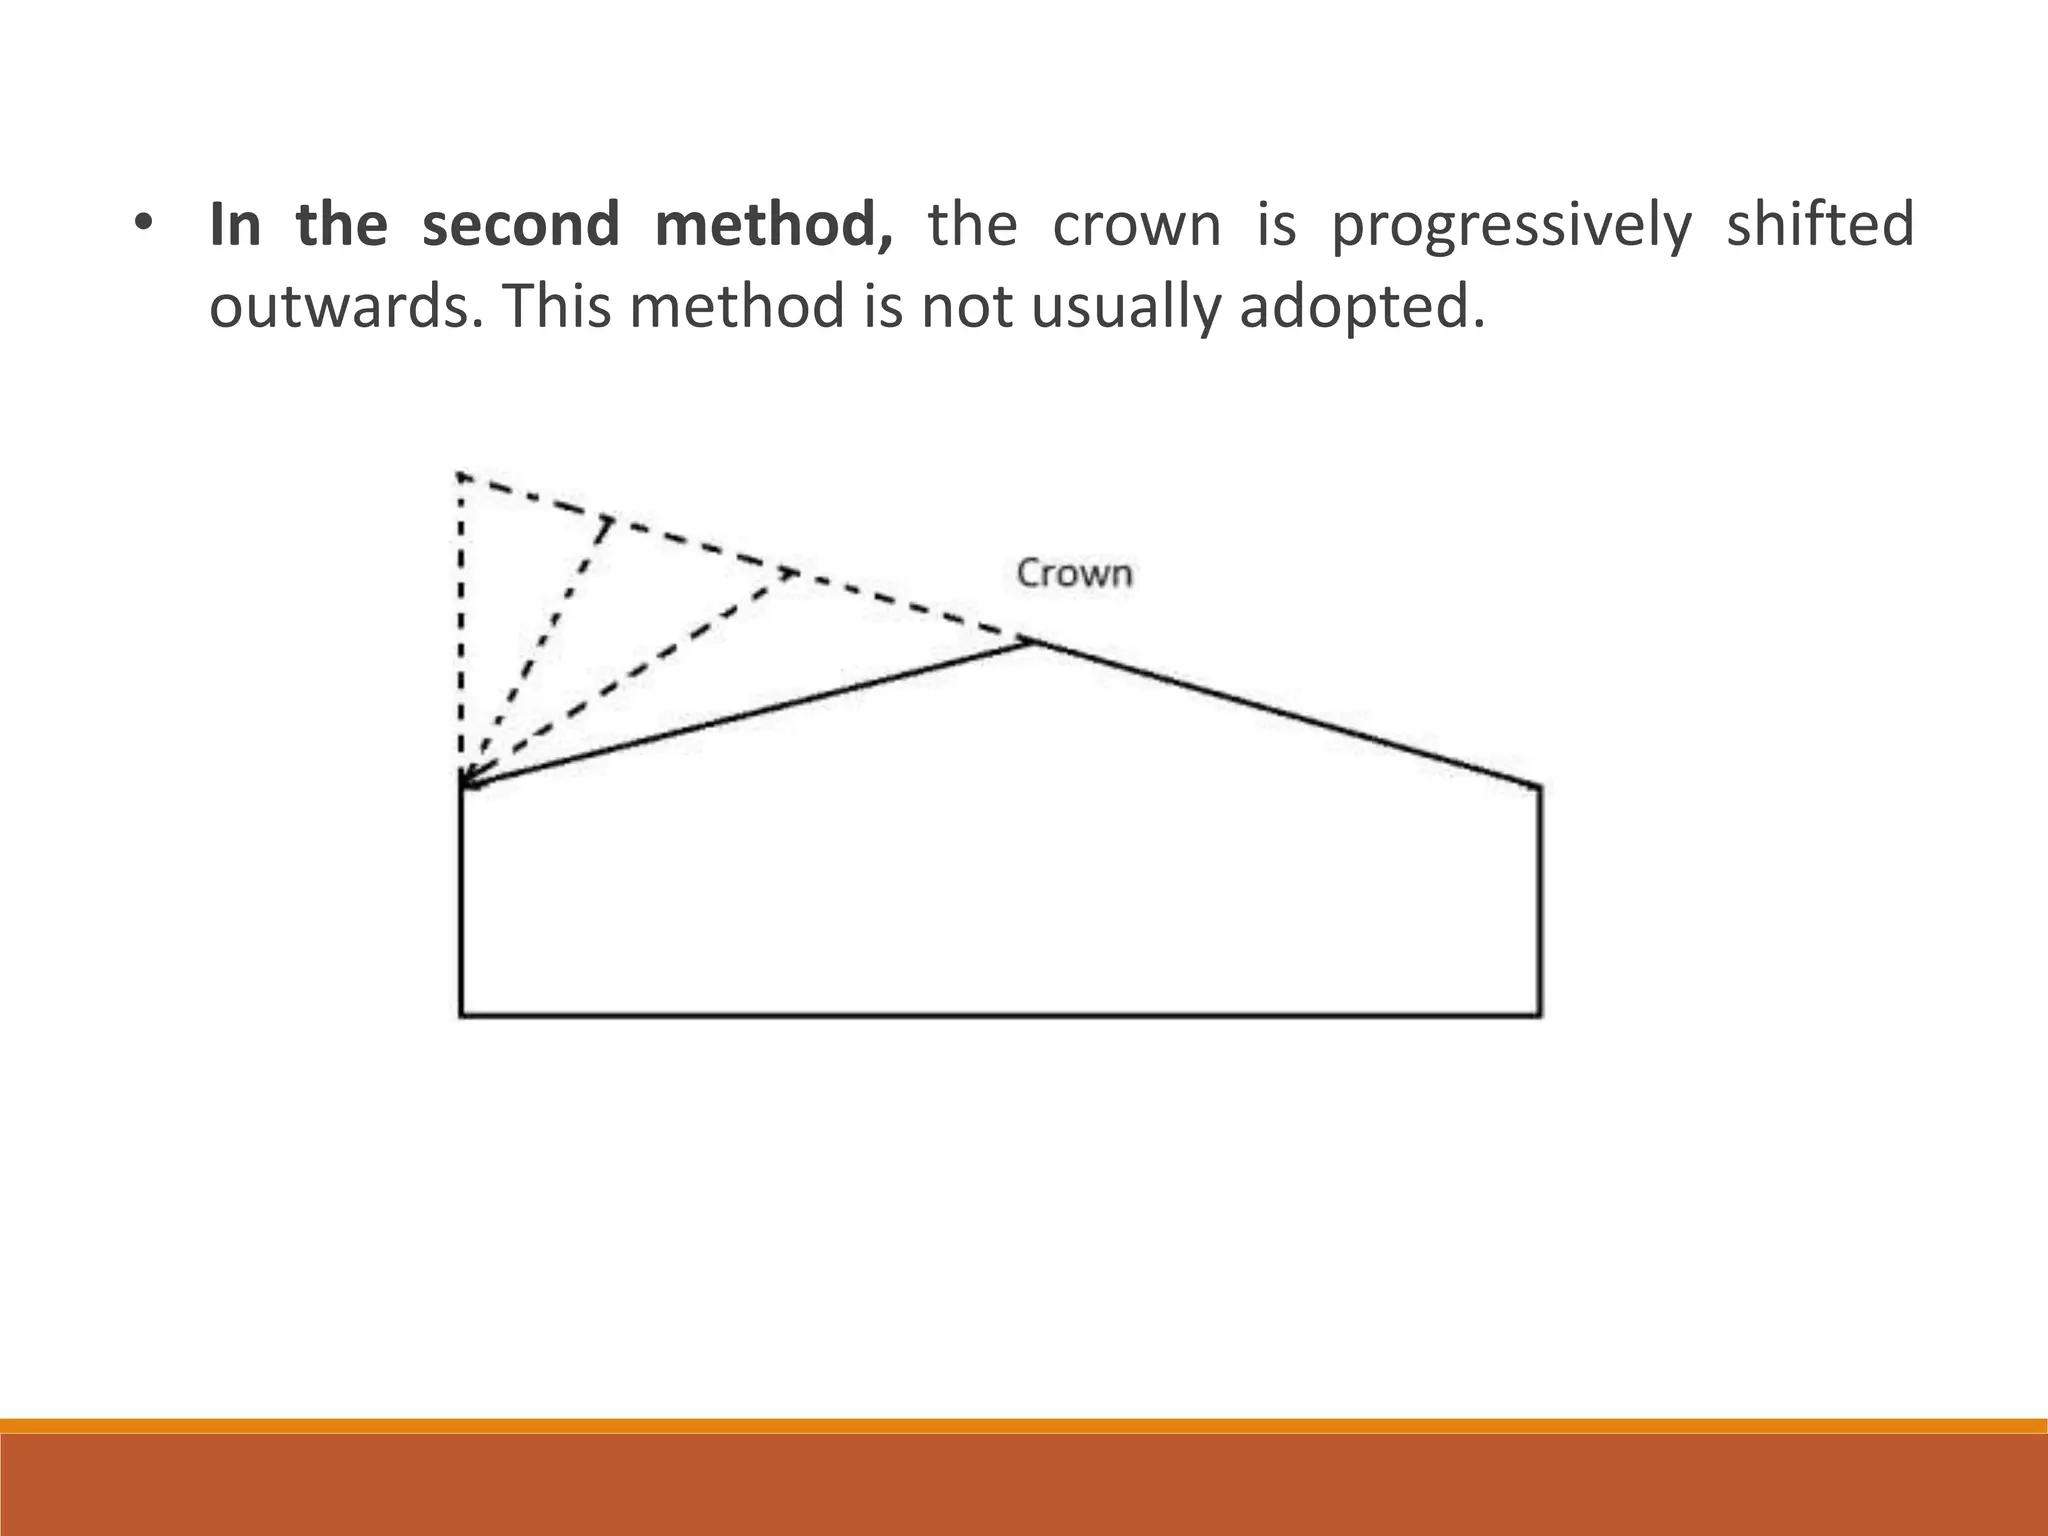 • In the second method, the crown is progressively shifted
outwards. This method is not usually adopted.
Crown